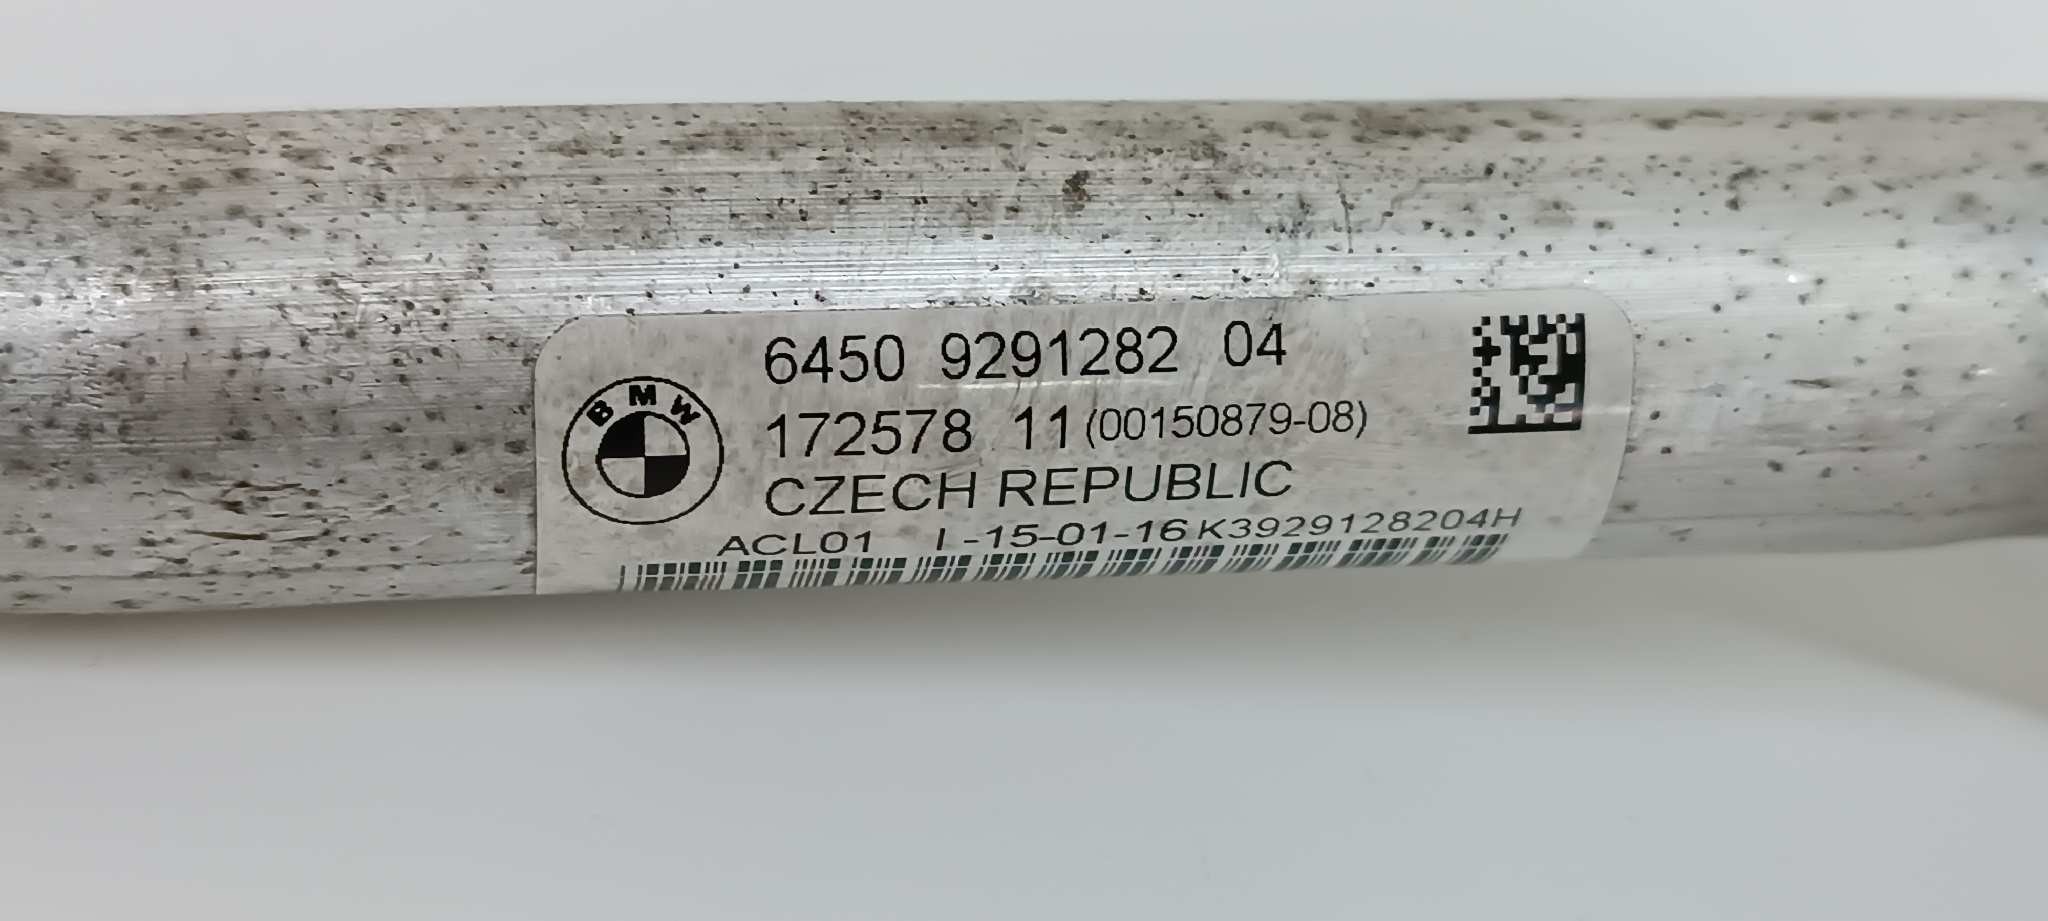 BMW
6450 9291282 04
172578 11 (00150879-08)
CZECH REPUBLIC
ACL01 I-15-01-16 K3929128204H